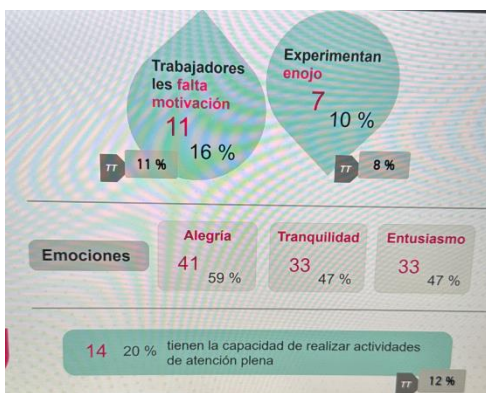 Trabajadores
les falta
motivación
11
16 %
TT 11 %
Experimentan
enojo
7
10 %
TT 8 %
Emociones
Alegría
41
59 %
Tranquilidad
33
47 %
Entusiasmo
33
47 %
14 20 % tienen la capacidad de realizar actividades
de atención plena
TT 12 %